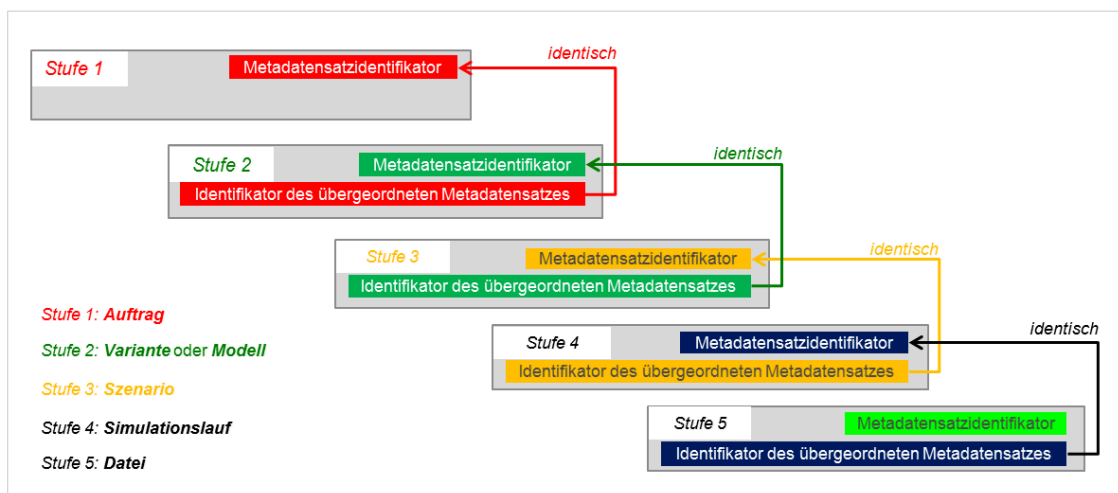 identisch
Stufe 1
Metadatensatzidentifikator
identisch
Stufe 2
Metadatensatzidentifikator
Identifikator des übergeordneten Metadatensatzes
identisch
Stufe 3
Metadatensatzidentifikator
Identifikator des übergeordneten Metadatensatzes
identisch
Stufe 4
Metadatensatzidentifikator
Identifikator des übergeordneten Metadatensatzes
Stufe 5
Metadatensatzidentifikator
Identifikator des übergeordneten Metadatensatzes
Stufe 1: Auftrag
Stufe 2: Variante oder Modell
Stufe 3: Szenario
Stufe 4: Simulationslauf
Stufe 5: Datei